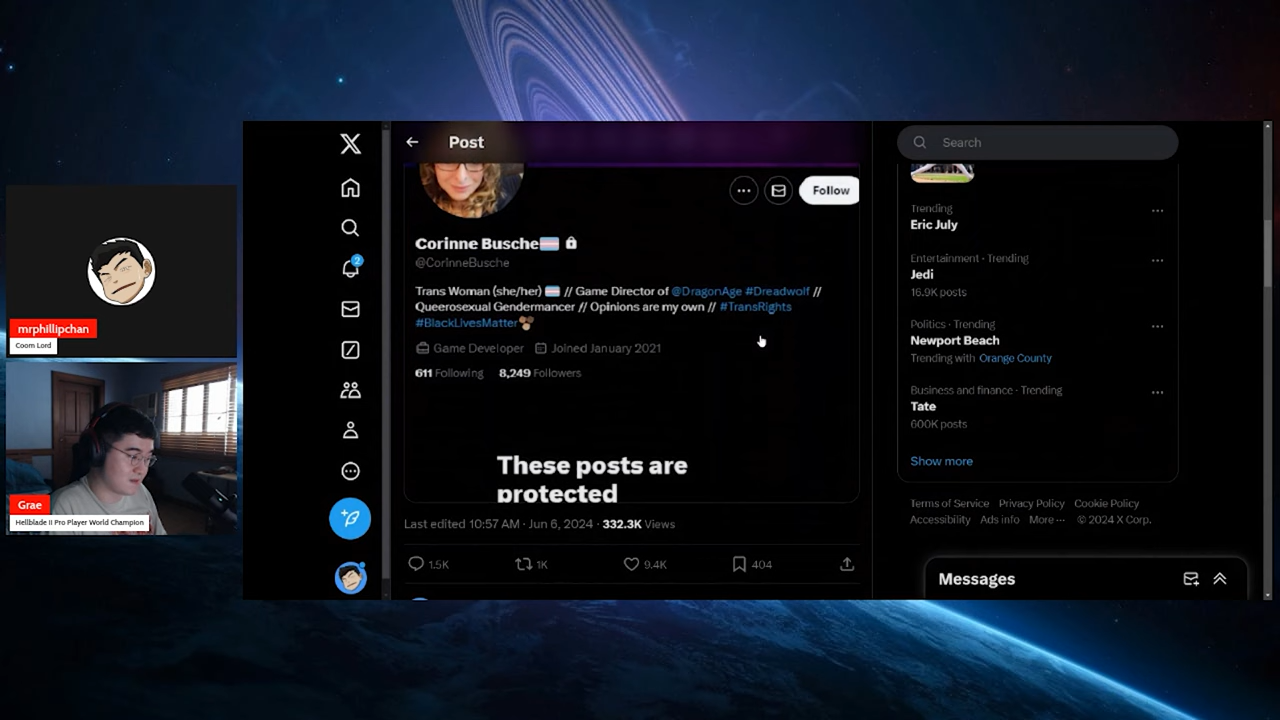 mrphillipchan
Coom Lord
Grae
Hellblade II Pro Player World Champion
Post
Follow
Corinne Busche
@CorinneBusche
Trans Woman (she/her) // Game Director of @DragonAge #Dreadwolf //
Queerosexual Gendermancer // Opinions are my own // #TransRights
#BlackLivesMatter
Game Developer Joined January 2021
611 Following 8,249 Followers
These posts are
protected
Last edited 10:57 AM · Jun 6, 2024 · 332.3K Views
1.5K 1K 9.4K 404
2
Search
Trending
Eric July
Entertainment · Trending
Jedi
16.9K posts
Politics · Trending
Newport Beach
Trending with Orange County
Business and finance · Trending
Tate
600K posts
Show more
Terms of Service Privacy Policy Cookie Policy
Accessibility Ads info More ··· © 2024 X Corp.
Messages